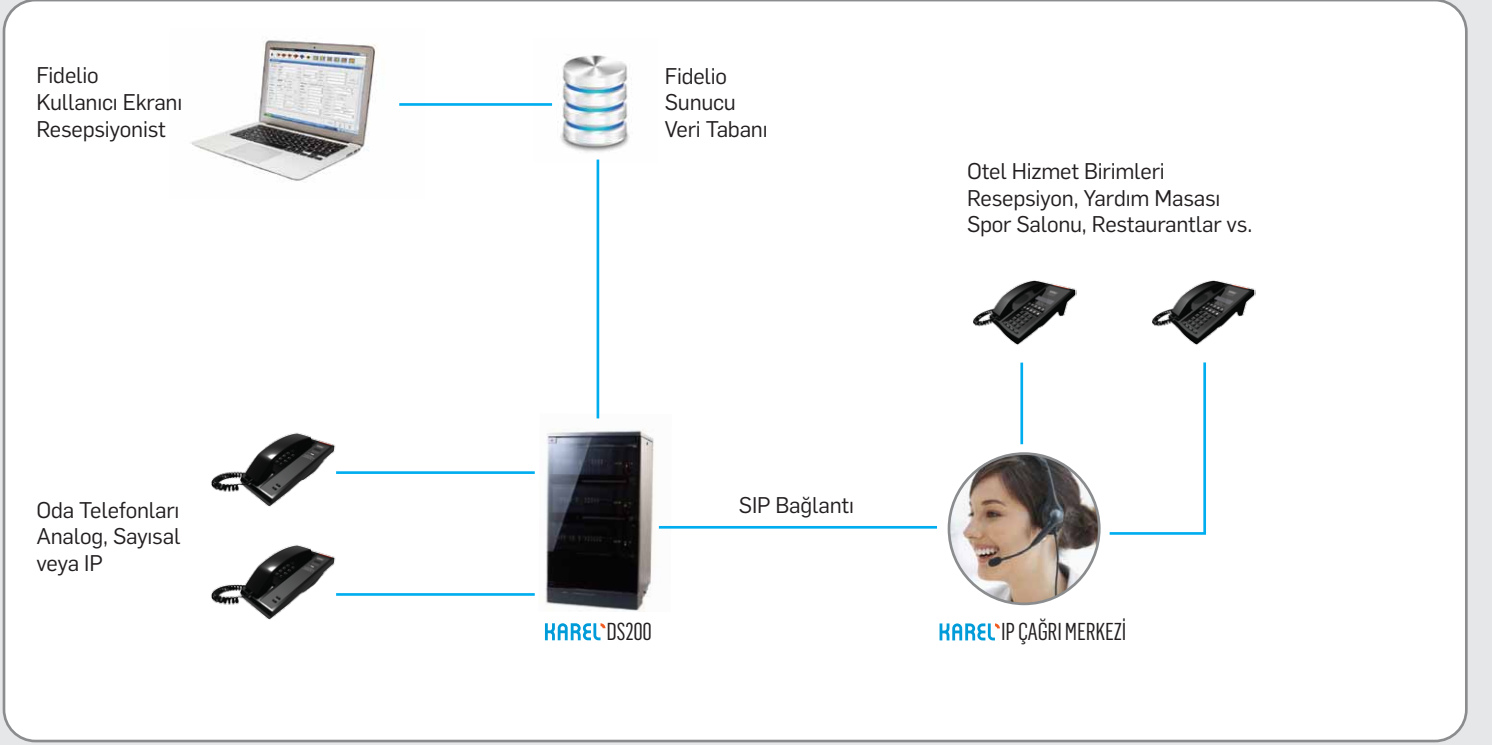 Fidelio
Kullanıcı Ekranı
Resepsiyonist
Fidelio
Sunucu
Veri Tabanı
Otel Hizmet Birimleri
Resepsiyon, Yardım Masası
Spor Salonu, Restaurantlar vs.
Oda Telefonları
Analog, Sayısal
veya IP
SIP Bağlantı
KAREL DS200
KAREL IP ÇAĞRI MERKEZİ